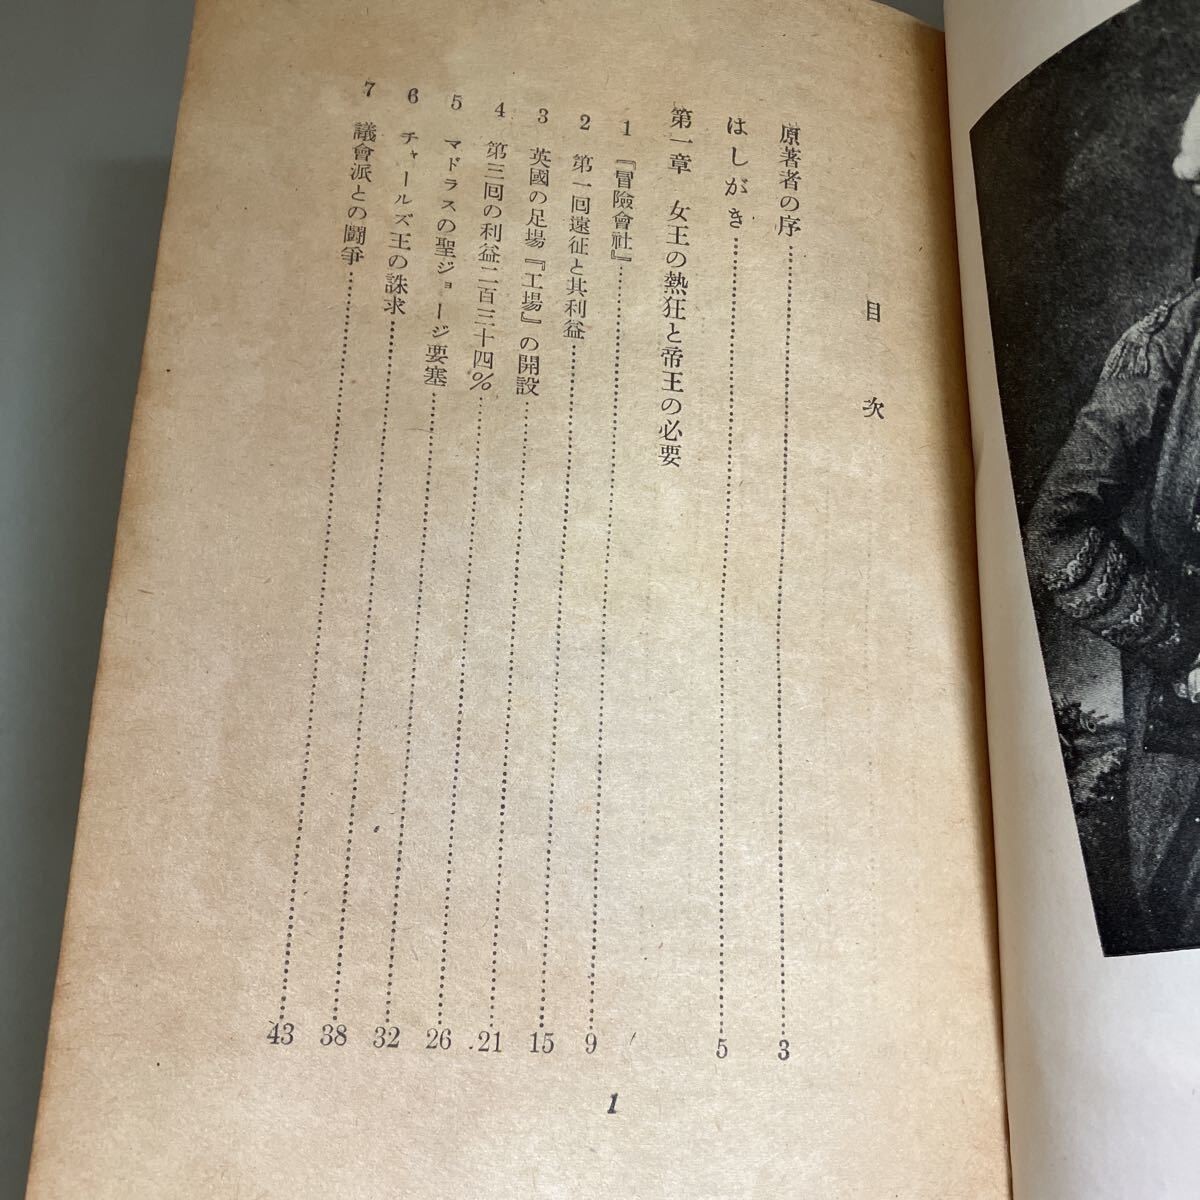 目次
原著者の序……3
はしがき……5
第一章 女王の熱狂と帝王の必要
1 『冒險會社』……9
2 第一回遠征と其利益……15
3 英國の足場『工場』の開設……21
4 第三回の利益二百三十四%……26
5 マドラスの聖ジョージ要塞……32
6 チャールズ王の誅求……38
7 議會派との鬪爭……43
1